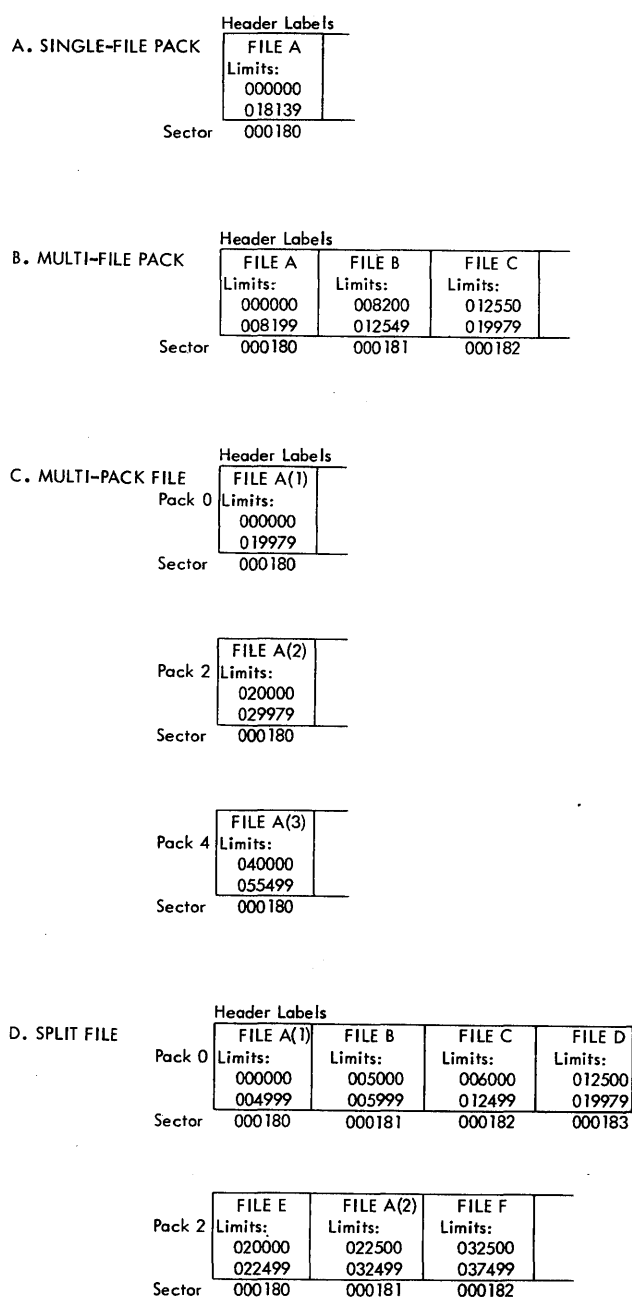 Header Labels
A. SINGLE-FILE PACK FILE A
Limits:
000000
018139
Sector 000180
Header Labels
B. MULTI-FILE PACK FILE A FILE B FILE C
Limits: Limits: Limits:
000000 008200 012550
008199 012549 019979
Sector 000180 000181 000182
Header Labels
C. MULTI-PACK FILE FILE A(1)
Pack 0 Limits:
000000
019979
Sector 000180
FILE A(2)
Pack 2 Limits:
020000
029979
Sector 000180
FILE A(3)
Pack 4 Limits:
040000
055499
Sector 000180
Header Labels
D. SPLIT FILE FILE A(1) FILE B FILE C FILE D
Pack 0 Limits: Limits: Limits: Limits:
000000 005000 006000 012500
004999 005999 012499 019979
Sector 000180 000181 000182 000183
FILE E FILE A(2) FILE F
Pack 2 Limits: Limits: Limits:
020000 022500 032500
022499 032499 037499
Sector 000180 000181 000182